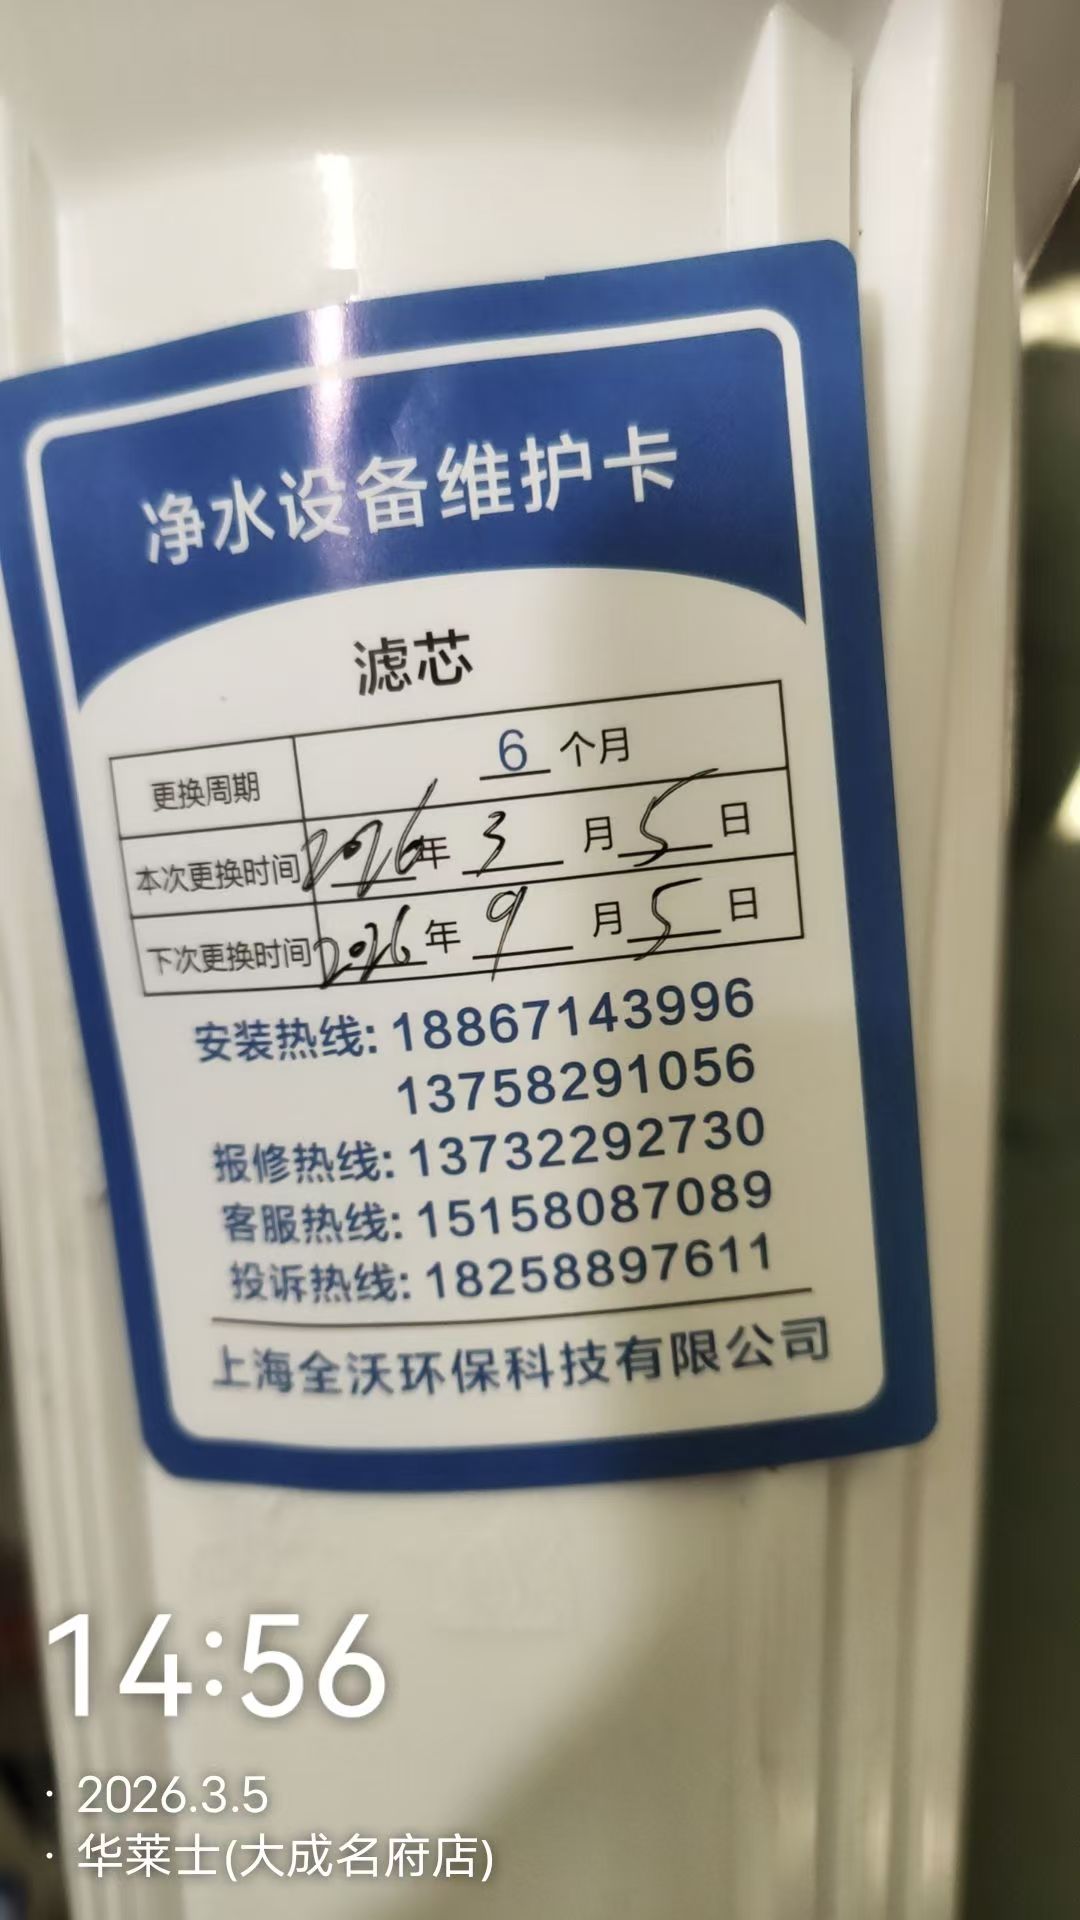 净水设备维护卡
滤芯
更换周期 6 个月
本次更换时间 2026 年 3 月 5 日
下次更换时间 2026 年 9 月 5 日
安装热线: 18867143996
13758291056
报修热线: 13732292730
客服热线: 15158087089
投诉热线: 18258897611
上海全沃环保科技有限公司
14:56
· 2026.3.5
· 华莱士(大成名府店)